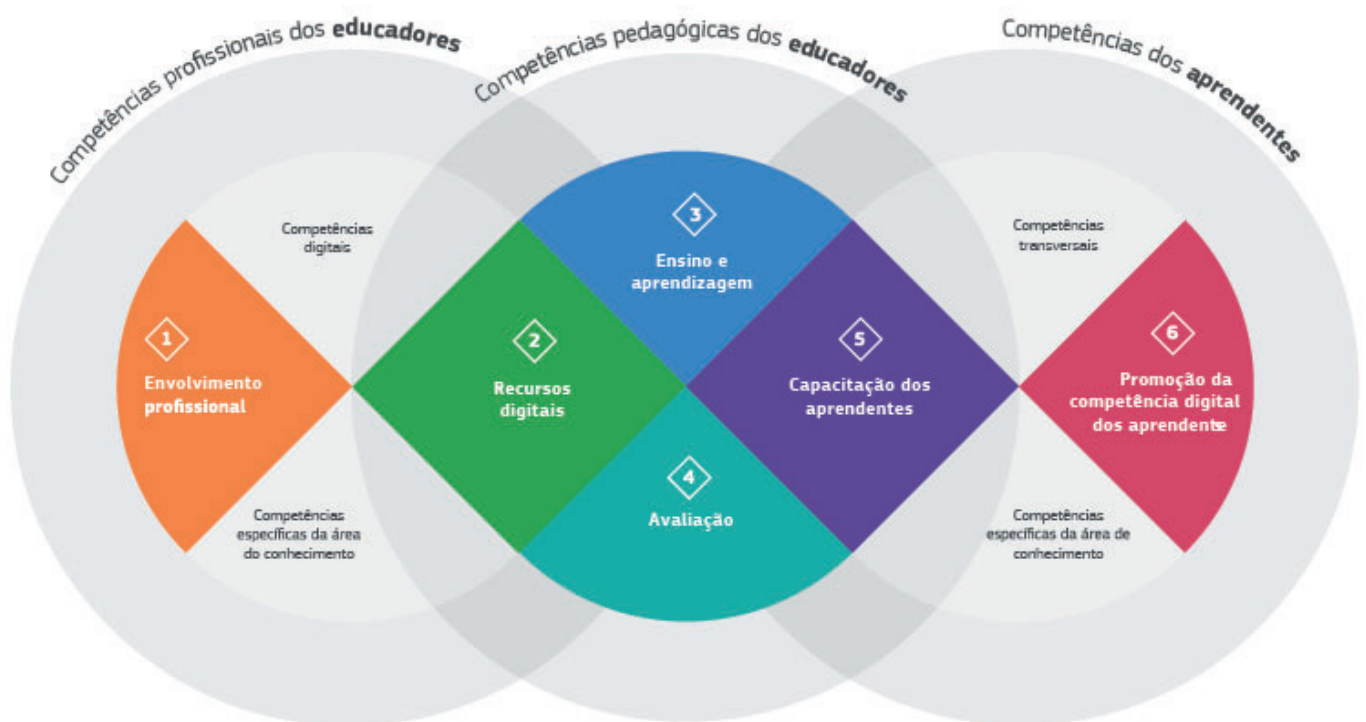 Competências profissionais dos educadores
Competências pedagógicas dos educadores
Competências dos aprendentes
Competências
digitais
1
Envolvimento
profissional
Competências
específicas da área
do conhecimento
2
Recursos
digitais
3
Ensino e
aprendizagem
4
Avaliação
5
Capacitação dos
aprendentes
Competências
transversais
6
Promoção da
competência digital
dos aprendentes
Competências
específicas da área de
conhecimento